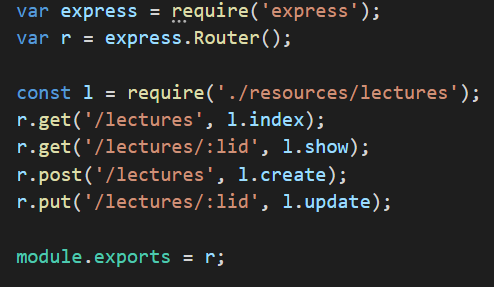 var express = require('express');
var r = express.Router();
const l = require('./resources/lectures');
r.get('/lectures', l.index);
r.get('/lectures/:lid', l.show);
r.post('/lectures', l.create);
r.put('/lectures/:lid', l.update);
module.exports = r;